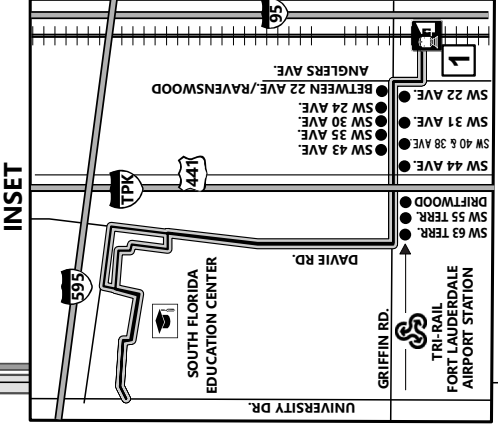 INSET
95
1
ANGLERS AVE.
BETWEEN 22 AVE./RAVENSWOOD
SW 24 AVE.
SW 30 AVE.
SW 35 AVE.
SW 43 AVE.
SW 22 AVE.
SW 31 AVE.
SW 40 & 38 AVE.
SW 44 AVE.
441
TPK
DRIFTWOOD
SW 55 TERR.
SW 63 TERR.
DAVIE RD.
595
SOUTH FLORIDA
EDUCATION CENTER
GRIFFIN RD.
TRI-RAIL
FORT LAUDERDALE
AIRPORT STATION
UNIVERSITY DR.